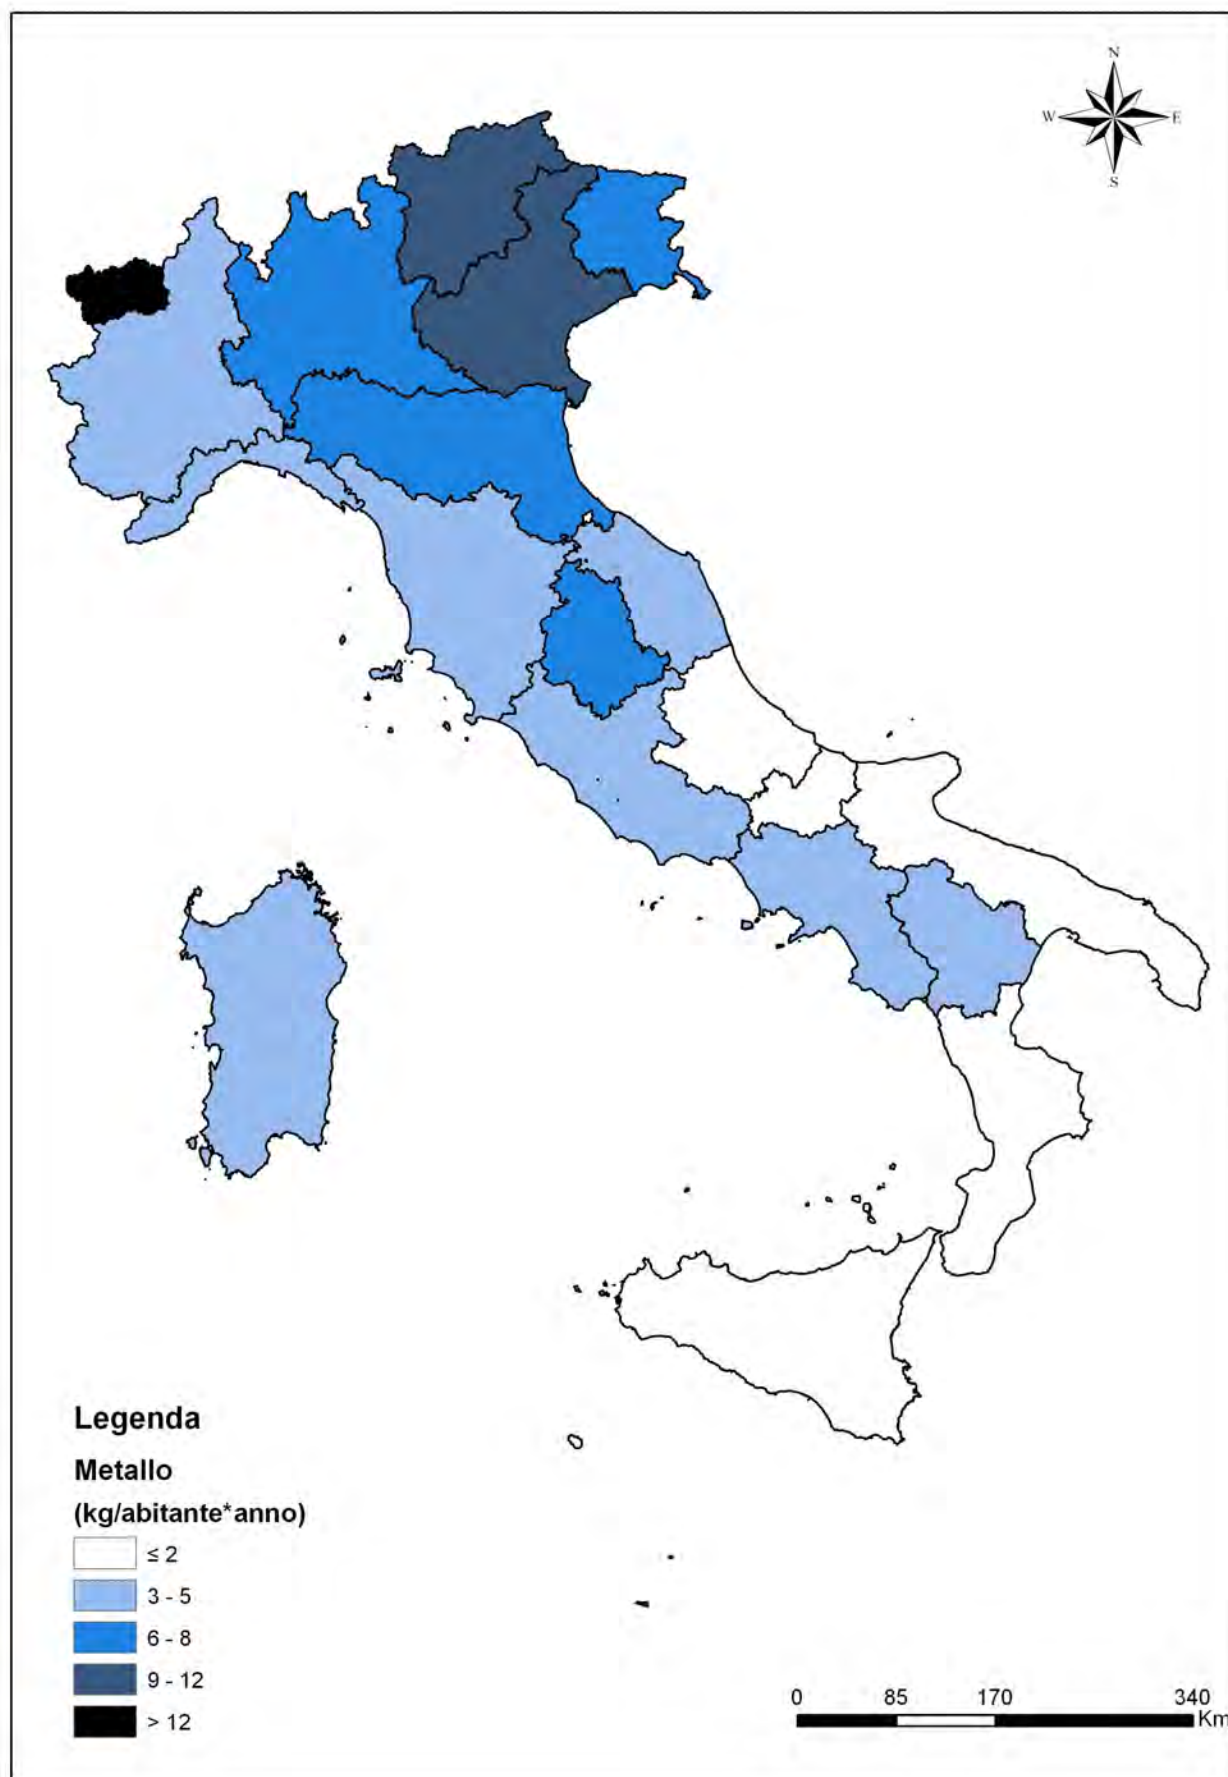 N
W E
S
Legenda
Metallo
(kg/abitante*anno)
≤ 2
3 - 5
6 - 8
9 - 12
> 12
0 85 170 340
Km